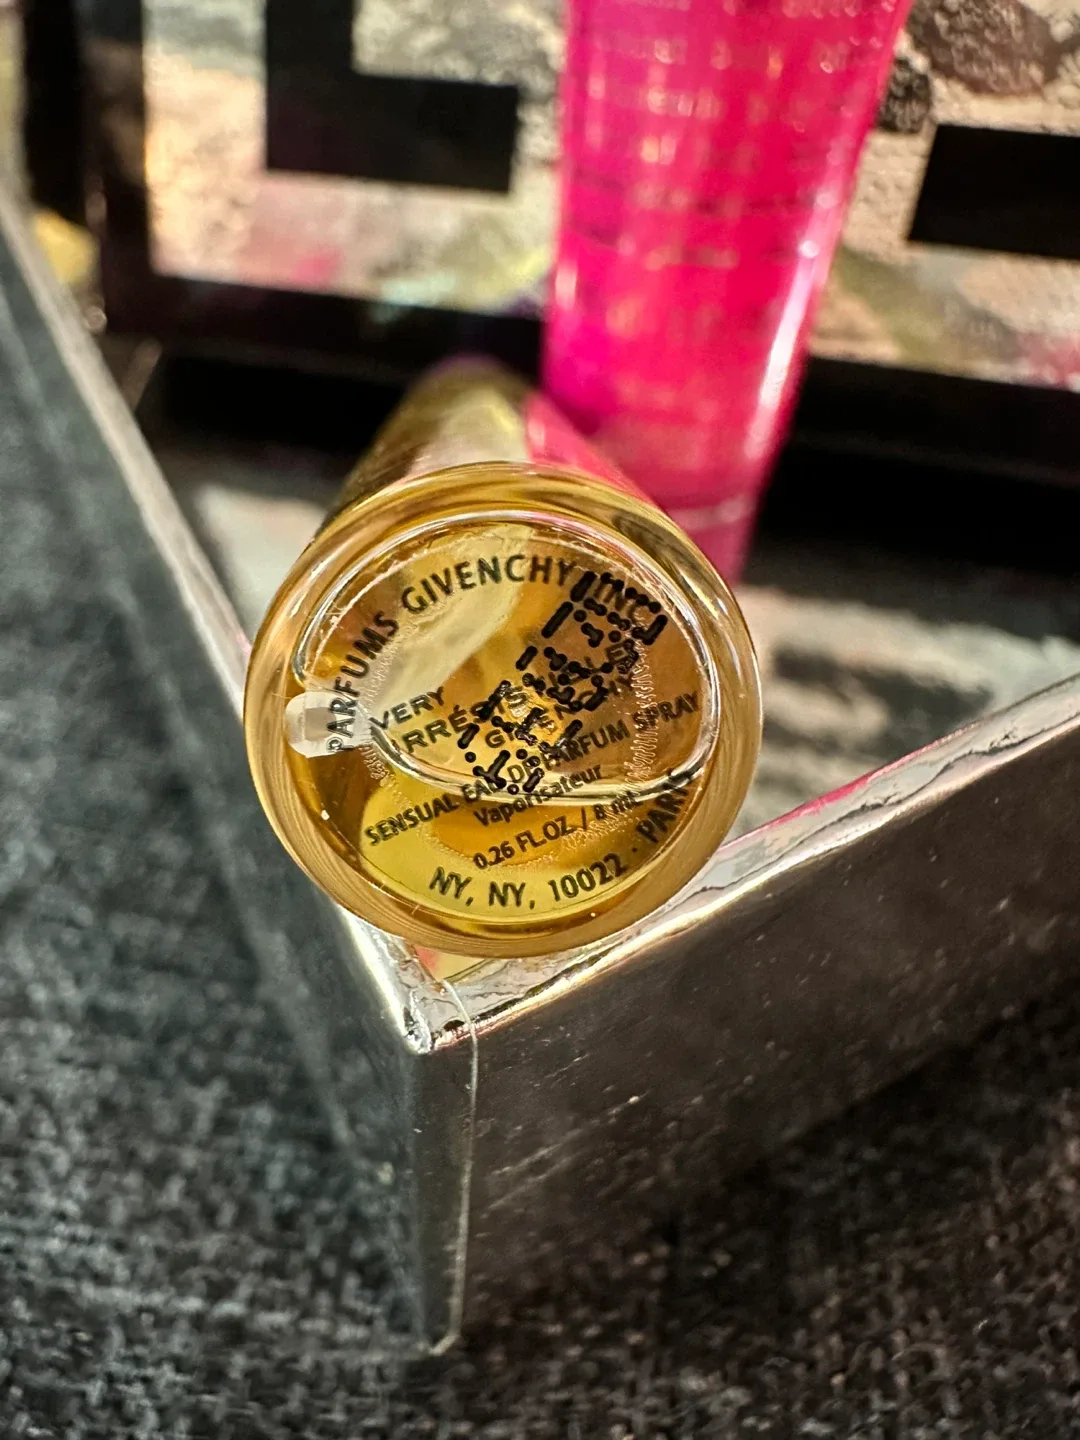 PARFUMS GIVENCHY INC
VERY
GIVENCHY
SENSUAL EAU DE PARFUM SPRAY
Vaporisateur
0.26 FL.OZ / 8 ml
NY, NY, 10022 · PARIS